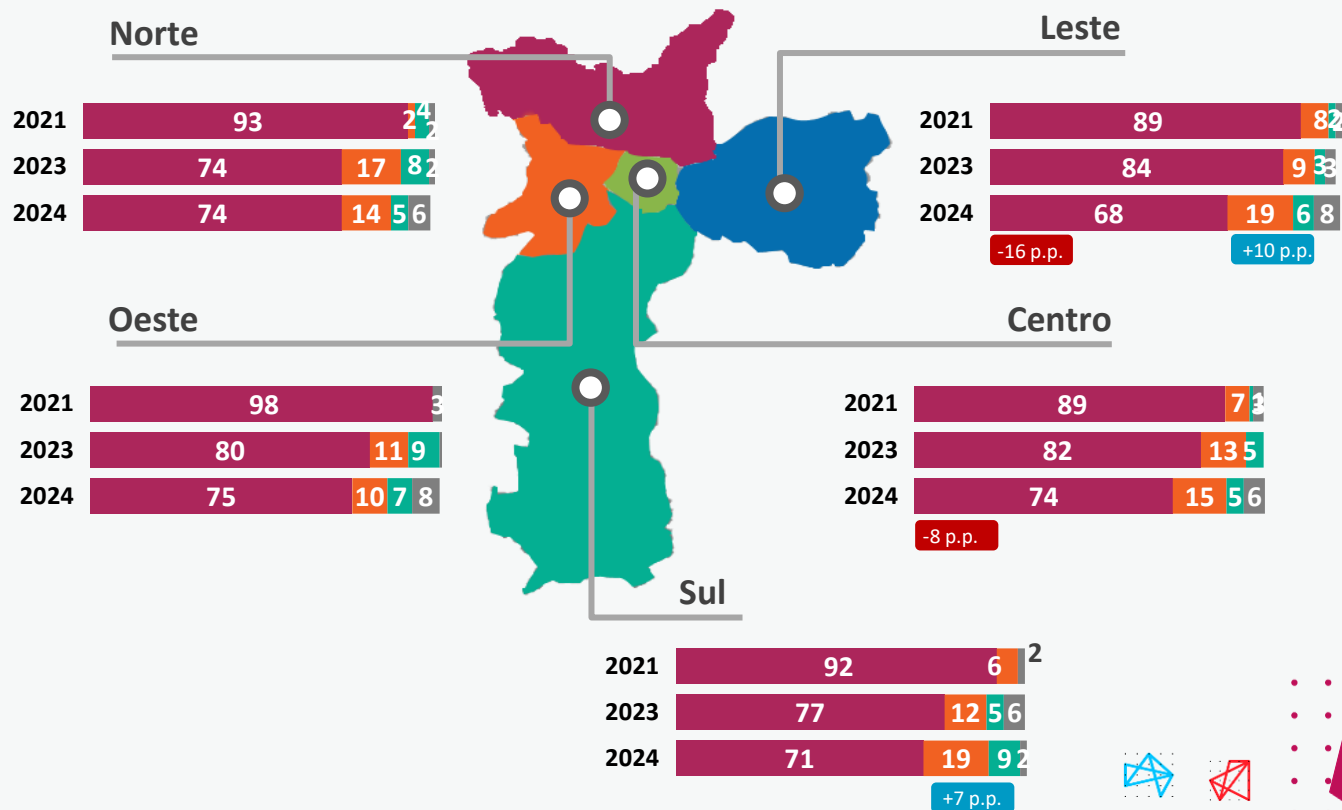 Norte
2021 93 2 4 2
2023 74 17 8 2
2024 74 14 5 6
Leste
2021 89 8 2 2
2023 84 9 3 3
2024 68 19 6 8
-16 p.p. +10 p.p.
Oeste
2021 98 3
2023 80 11 9
2024 75 10 7 8
Centro
2021 89 7 1 3
2023 82 13 5
2024 74 15 5 6
-8 p.p.
Sul
2021 92 6 2
2023 77 12 5 6
2024 71 19 9 2
+7 p.p.